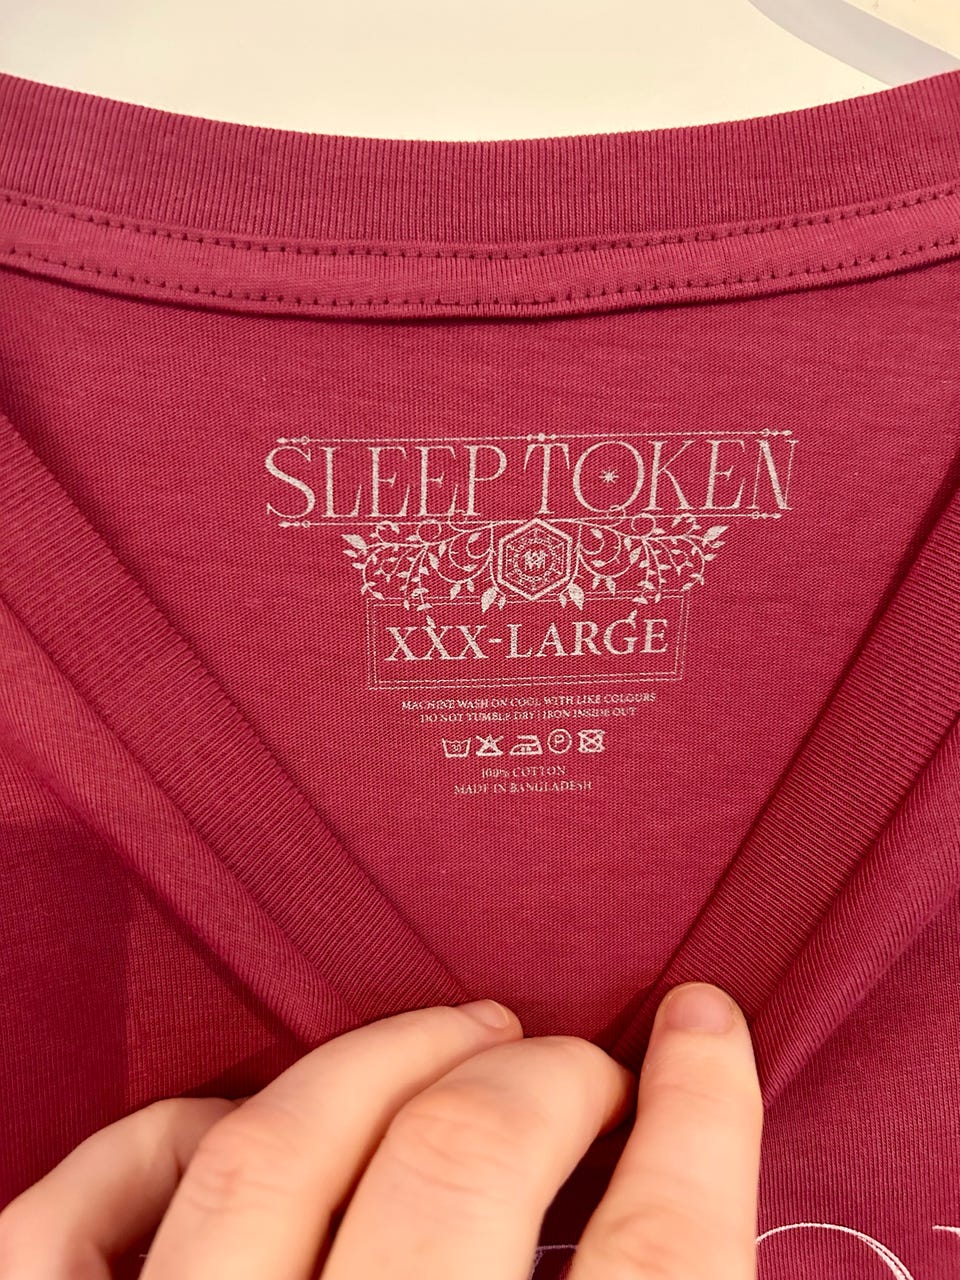 SLEEP TOKEN
XXX-LARGE
MACHINE WASH ON COOL WITH LIKE COLOURS
DO NOT TUMBLE DRY | IRON INSIDE OUT
30
P
100% COTTON
MADE IN BANGLADESH